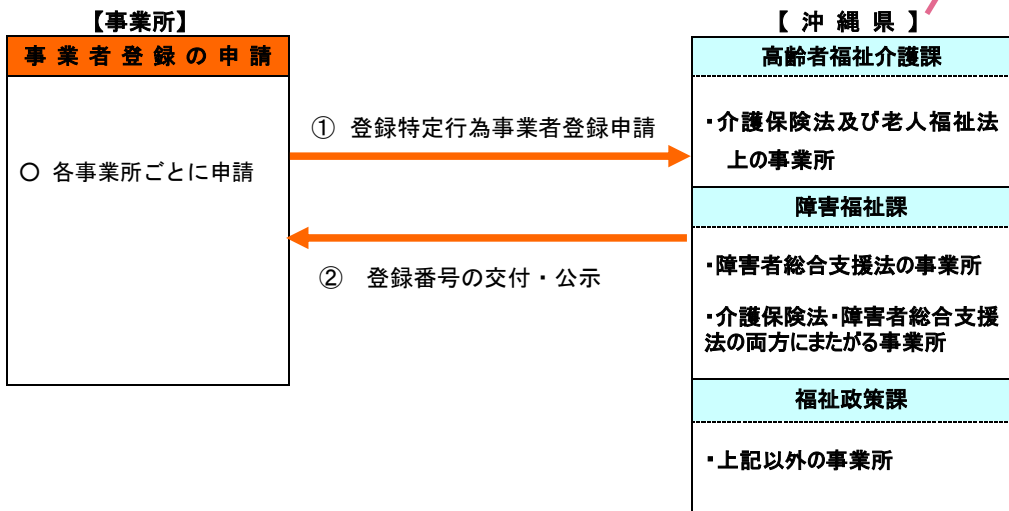 【事業所】
事業者登録の申請
○ 各事業所ごとに申請
① 登録特定行為事業者登録申請
② 登録番号の交付・公示
【 沖 縄 県 】
高齢者福祉介護課
・介護保険法及び老人福祉法
上の事業所
障害福祉課
・障害者総合支援法の事業所
・介護保険法・障害者総合支援
法の両方にまたがる事業所
福祉政策課
・上記以外の事業所